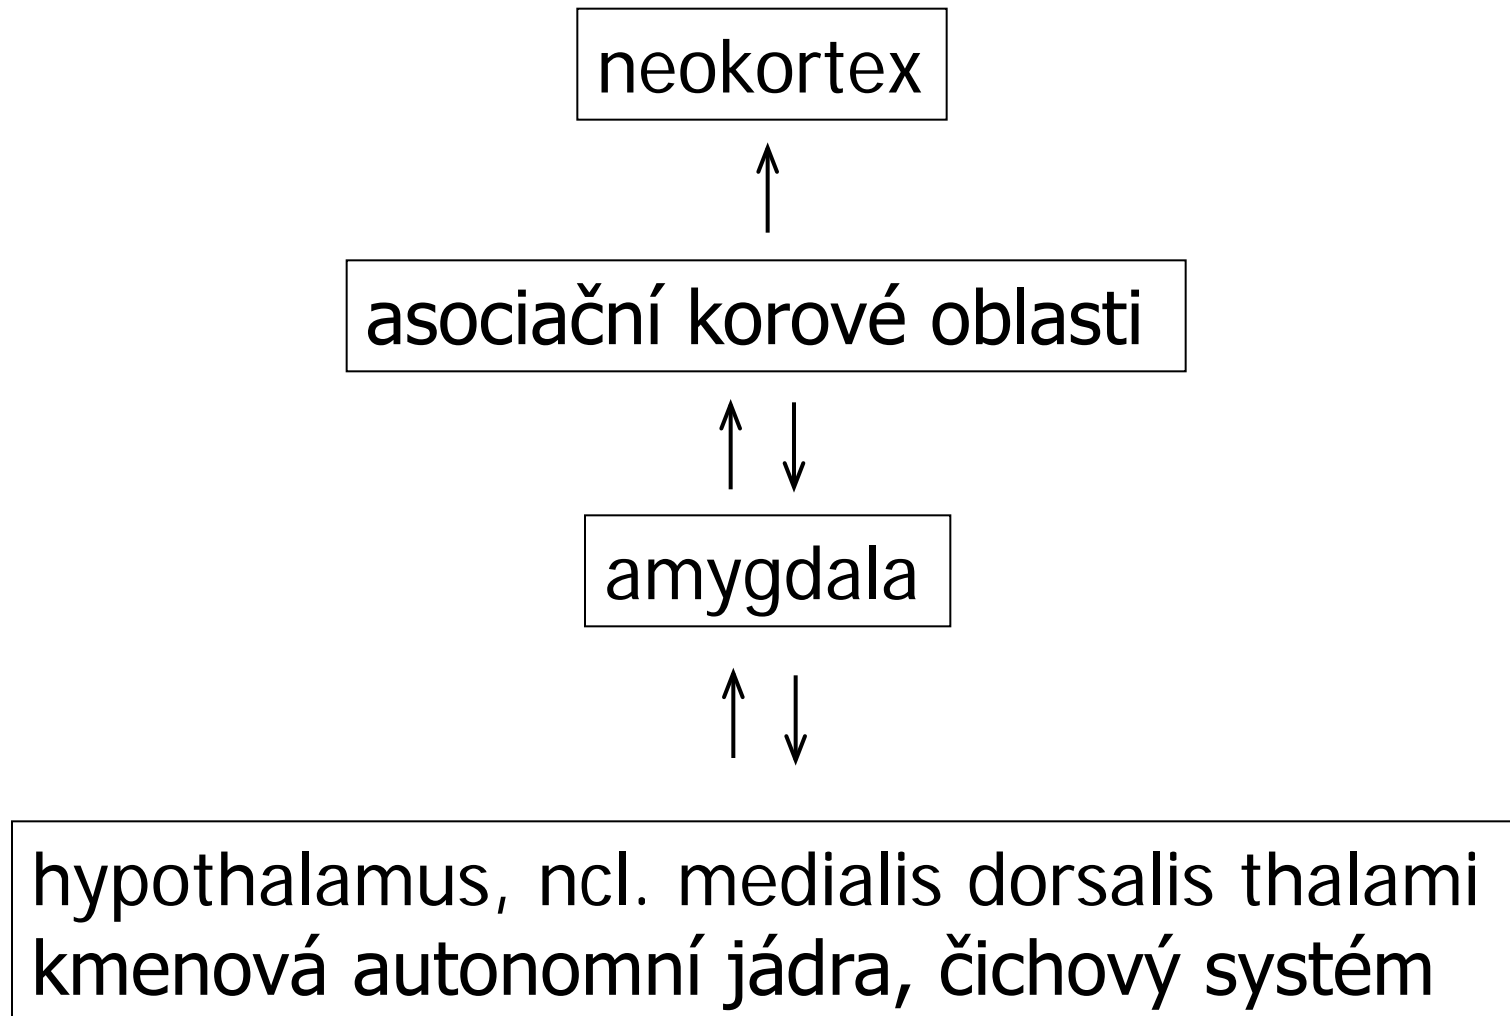 neokortex
asociační korové oblasti
amygdala
hypothalamus, ncl. medialis dorsalis thalami
kmenová autonomní jádra, čichový systém